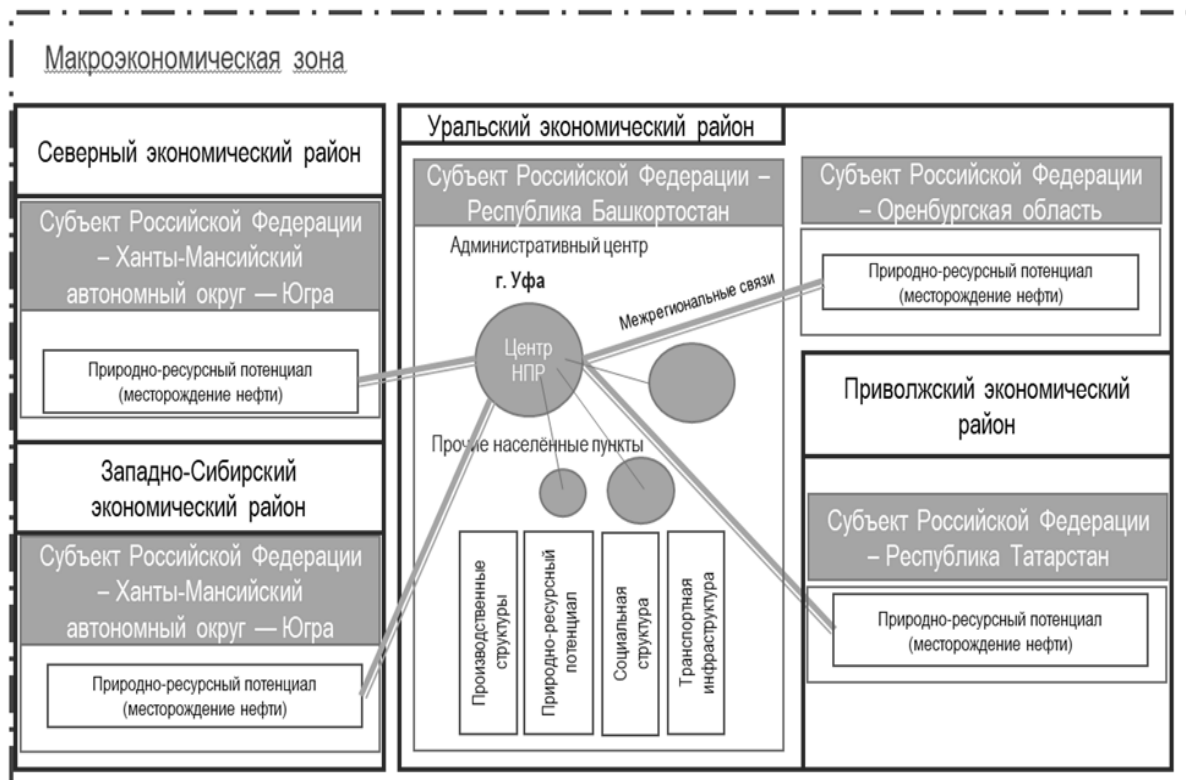 Макроэкономическая зона
Северный экономический район
Субъект Российской Федерации
– Ханты-Мансийский
автономный округ — Югра
Природно-ресурсный потенциал
(месторождение нефти)
Западно-Сибирский
экономический район
Субъект Российской Федерации
– Ханты-Мансийский
автономный округ — Югра
Природно-ресурсный потенциал
(месторождение нефти)
Уральский экономический район
Субъект Российской Федерации –
Республика Башкортостан
Административный центр
г. Уфа
Центр
НПР
Межрегиональные связи
Прочие населённые пункты
Производственные
структуры
Природно-ресурсный
потенциал
Социальная
структура
Транспортная
инфраструктура
Субъект Российской Федерации
– Оренбургская область
Природно-ресурсный потенциал
(месторождение нефти)
Приволжский экономический
район
Субъект Российской Федерации
– Республика Татарстан
Природно-ресурсный потенциал
(месторождение нефти)